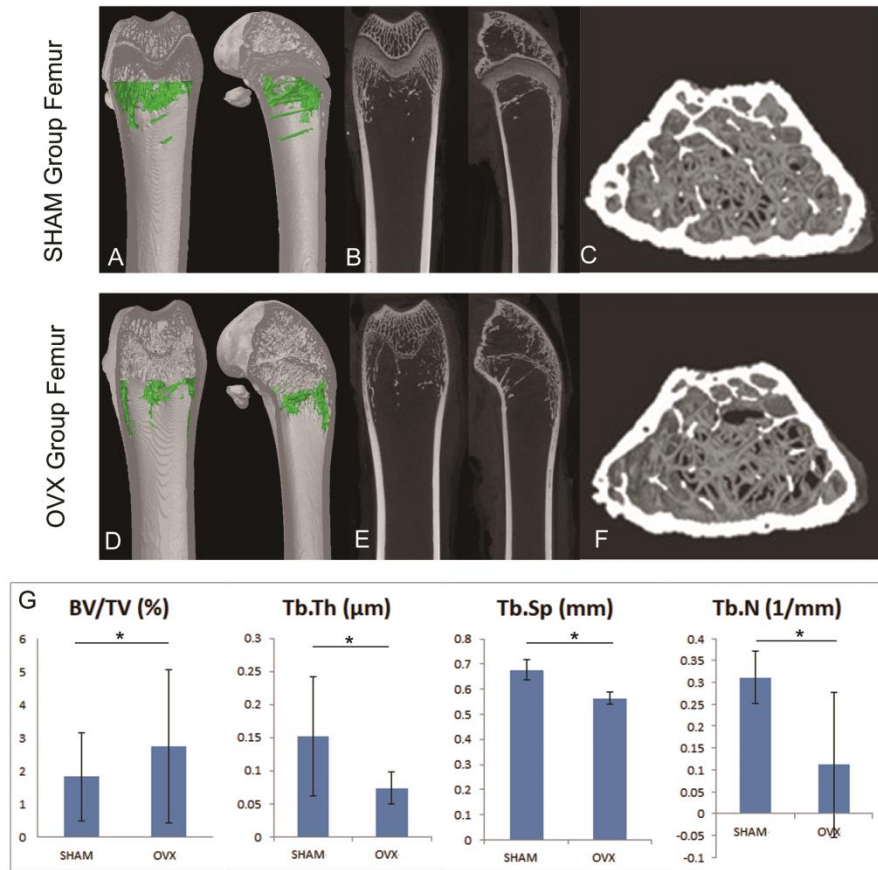 SHAM Group Femur
A
B
C
OVX Group Femur
D
E
F
G
BV/TV (%)
*
6
5
4
3
2
1
0
SHAM
OVX
Tb.Th (µm)
*
0.3
0.25
0.2
0.15
0.1
0.05
0
SHAM
OVX
Tb.Sp (mm)
*
0.8
0.7
0.6
0.5
0.4
0.3
0.2
0.1
0
SHAM
OVX
Tb.N (1/mm)
*
0.4
0.35
0.3
0.25
0.2
0.15
0.1
0.05
0
-0.05
-0.1
SHAM
OVX